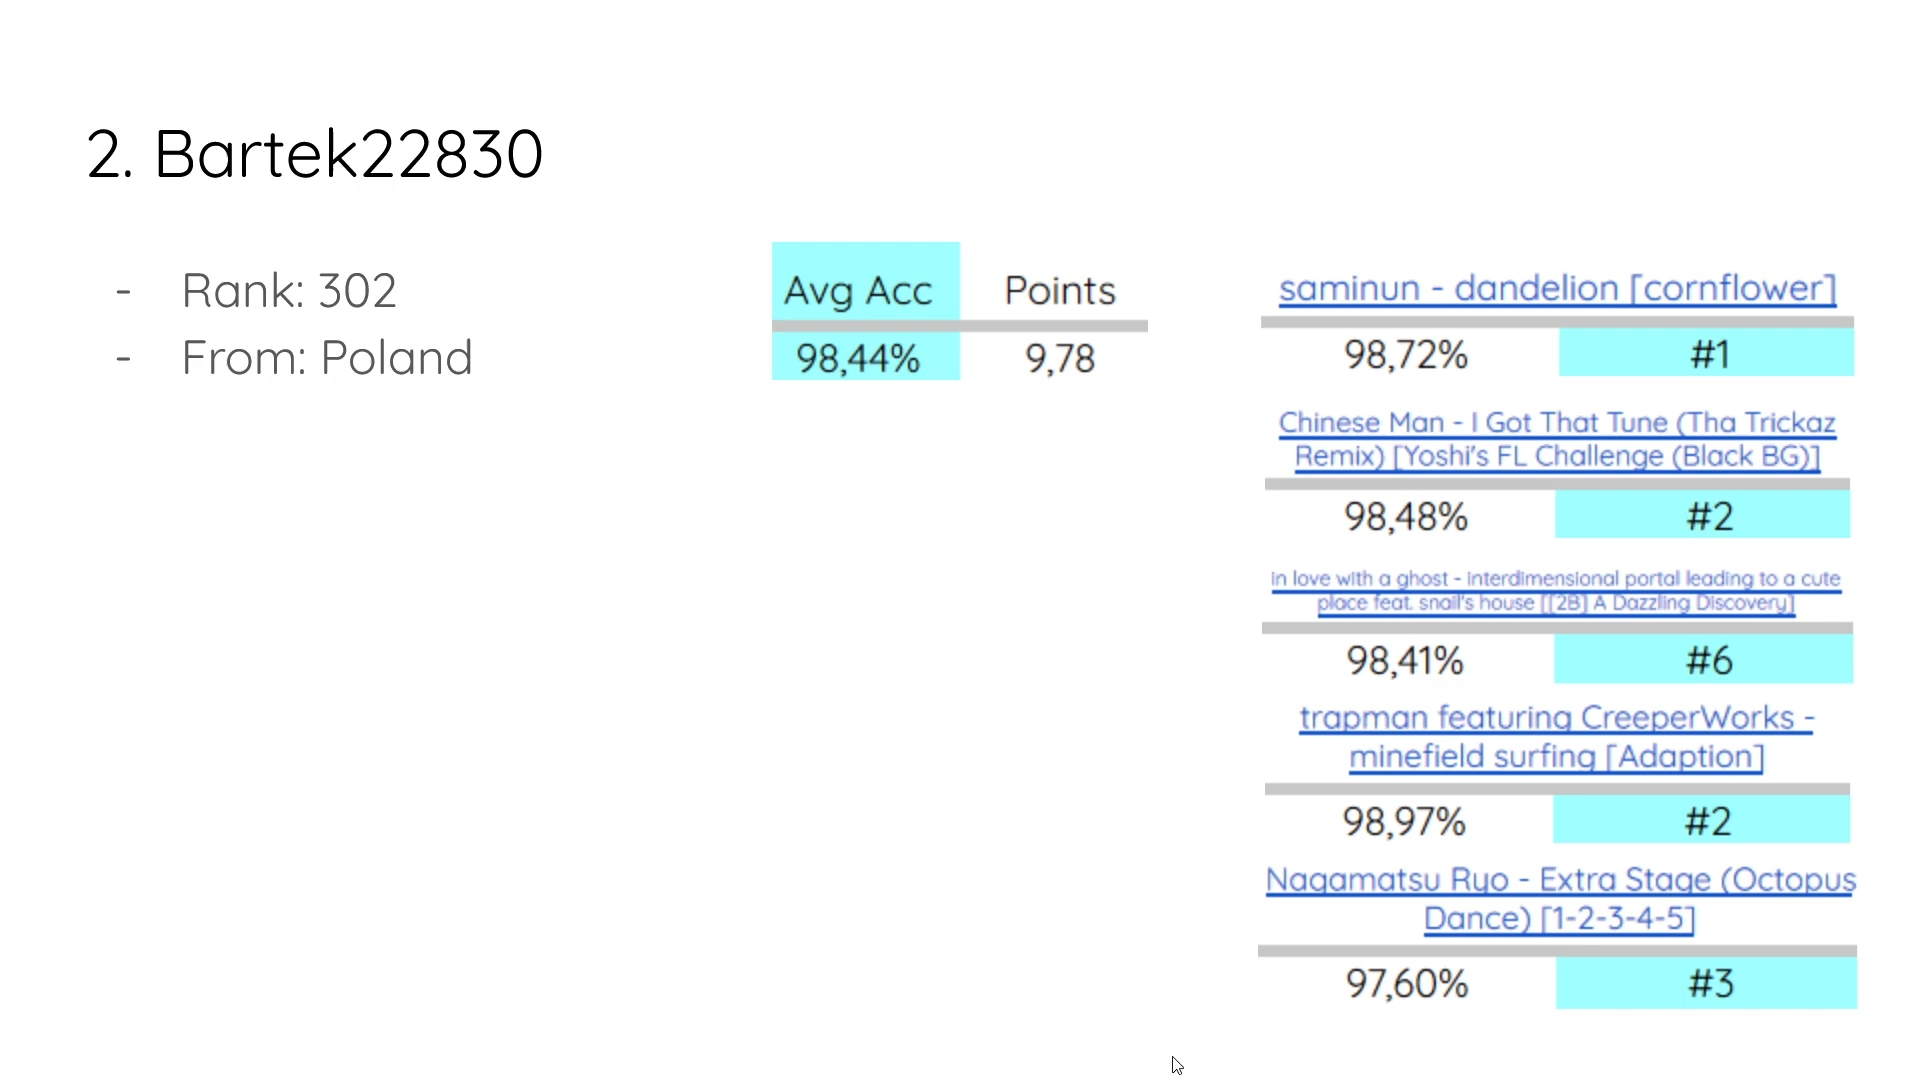 2. Bartek22830
- Rank: 302
- From: Poland
Avg Acc Points
98,44% 9,78
saminun - dandelion [cornflower]
98,72% #1
Chinese Man - I Got That Tune (Tha Trickaz
Remix) [Yoshi's FL Challenge (Black BG)]
98,48% #2
in love with a ghost - interdimensional portal leading to a cute
place feat. snail's house [[2B] A Dazzling Discovery]
98,41% #6
trapman featuring CreeperWorks -
minefield surfing [Adaption]
98,97% #2
Nagamatsu Ryo - Extra Stage (Octopus
Dance) [1-2-3-4-5]
97,60% #3